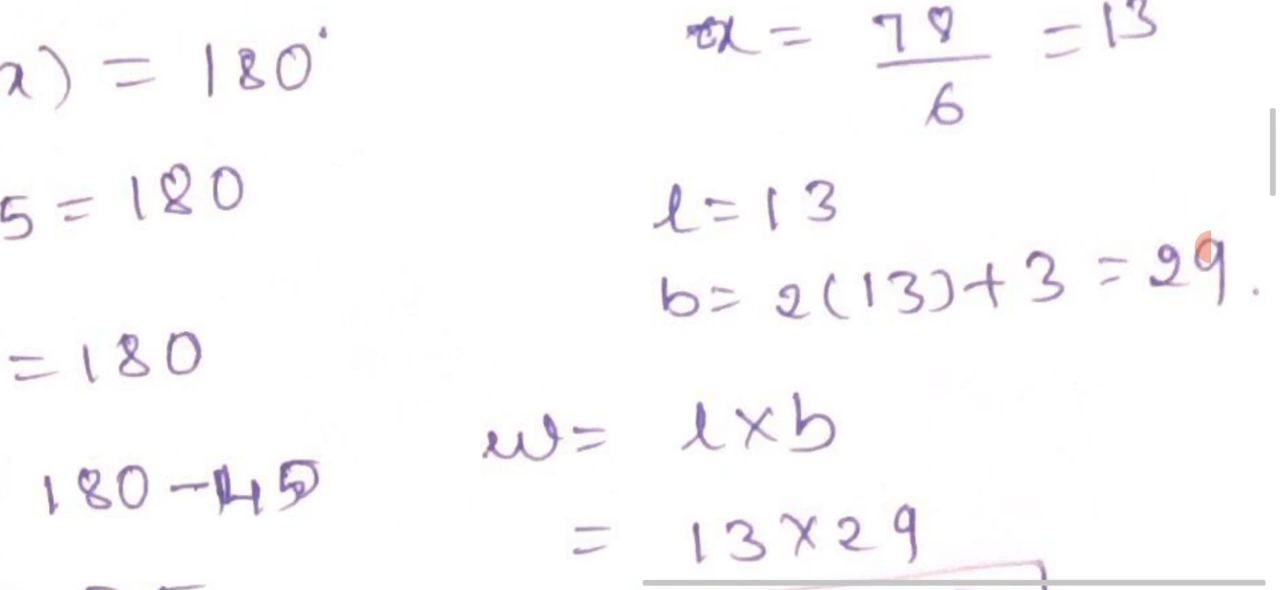 x) = 180°
5 = 180
= 180
180 - 45
x = 78/6 = 13
l = 13
b = 2(13) + 3 = 29.
w = l × b
= 13 × 29